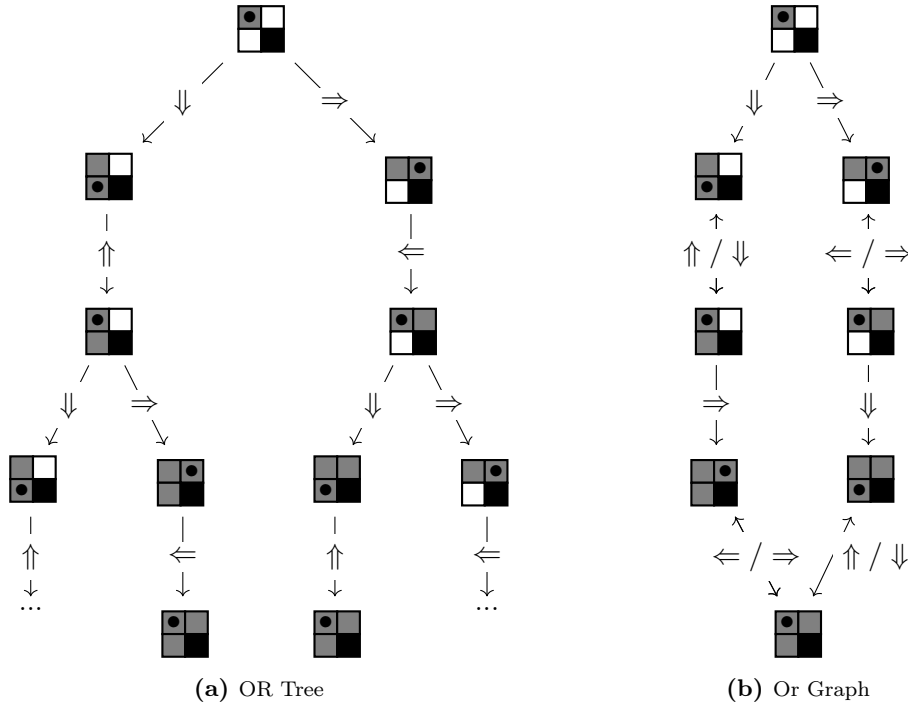 ⇓ ⇒ ⇓ ⇒
⇑ ⇐ ⇑ / ⇓ ⇐ / ⇒
⇓ ⇒ ⇓ ⇒ ⇒ ⇓
⇑ ⇐ ⇑ ⇐ ⇐ / ⇒ ⇑ / ⇓
... ...
(a) OR Tree (b) Or Graph